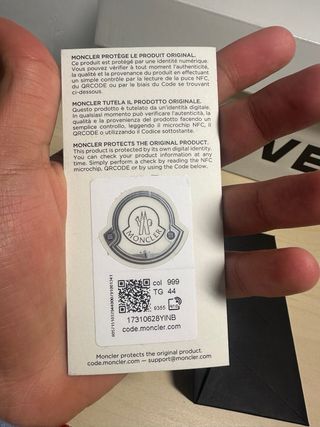 MONCLER PROTÈGE LE PRODUIT ORIGINAL.
Ce produit est protégé par une identité numérique.
Vous pouvez vérifier à tout moment l'authenticité,
la qualité et la provenance du produit en effectuant
un simple contrôle par la lecture de la puce NFC,
du QRCODE ou par le biais du Code se trouvant
ci-dessous.
MONCLER TUTELA IL PRODOTTO ORIGINALE.
Questo prodotto è protetto da un'identità digitale.
In qualsiasi momento può verificare l'autenticità, la
qualità e la provenienza del prodotto facendo un
semplice controllo, leggendo il microchip NFC, il
QRCODE o utilizzando il Codice sottostante.
MONCLER PROTECTS THE ORIGINAL PRODUCT.
This product is protected by its own digital identity.
You can check your product information at any
time. Simply perform a check by reading the NFC
microchip, QRCODE or by using the Code below.
MONCLER
col 999
TG 44
9355
17310628YINB
code.moncler.com
Moncler protects the original product.
code.moncler.com — support@moncler.com
VE